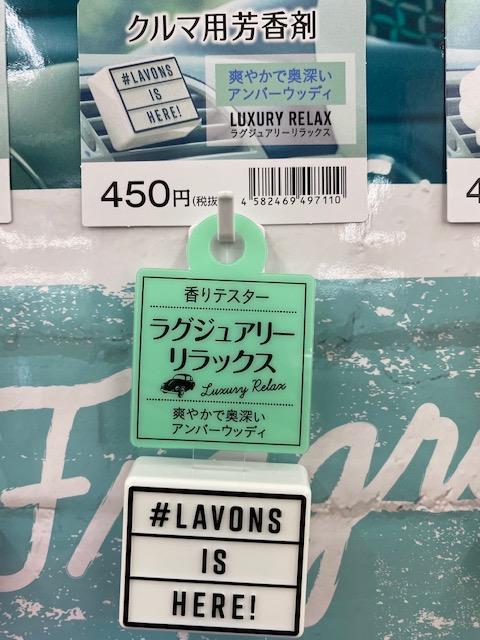 クルマ用芳香剤
#LAVONS
IS
HERE!
爽やかで奥深い
アンバーウッディ
LUXURY RELAX
ラグジュアリーリラックス
450円(税抜
4 582469 497110
4
香りテスター
ラグジュアリー
リラックス
Luxury Relax
爽やかで奥深い
アンバーウッディ
#LAVONS
IS
HERE!